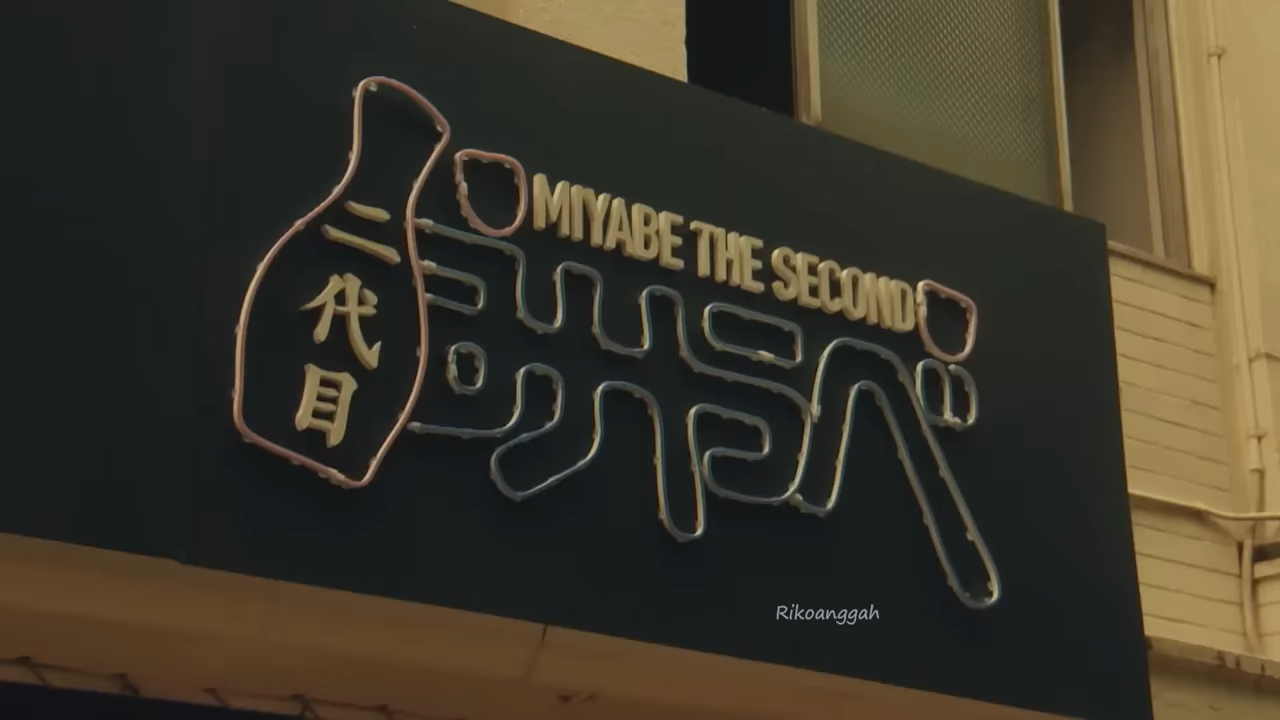 二代目
MIYABE THE SECOND
みやべ
Rikoanggah